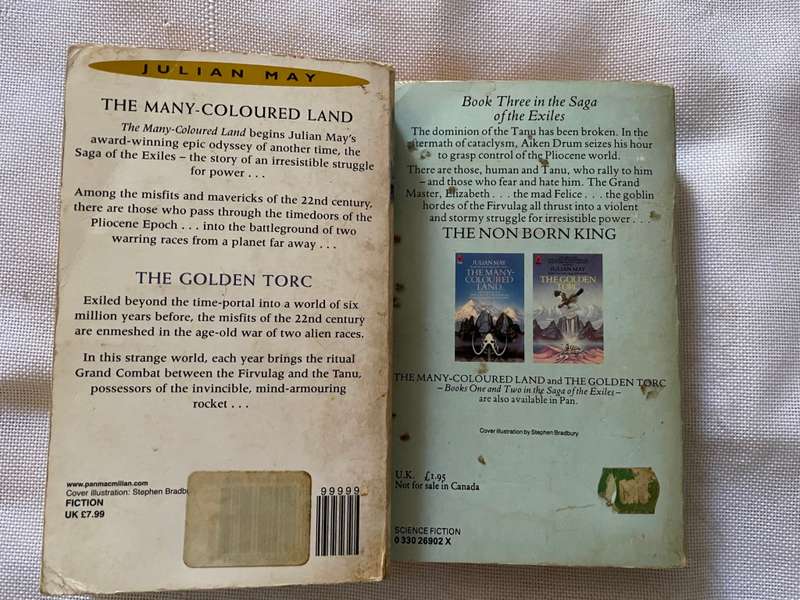 JULIAN MAY
THE MANY-COLOURED LAND
The Many-Coloured Land begins Julian May's
award-winning epic odyssey of another time, the
Saga of the Exiles – the story of an irresistible struggle
for power . . .
Among the misfits and mavericks of the 22nd century,
there are those who pass through the timedoors of the
Pliocene Epoch . . . into the battleground of two
warring races from a planet far away . . .
THE GOLDEN TORC
Exiled beyond the time-portal into a world of six
million years before, the misfits of the 22nd century
are enmeshed in the age-old war of two alien races.
In this strange world, each year brings the ritual
Grand Combat between the Firvulag and the Tanu,
possessors of the invincible, mind-armouring
rocket . . .
www.panmacmillan.com
Cover illustration: Stephen Bradbu
FICTION
UK £7.99
99999
Book Three in the Saga
of the Exiles
The dominion of the Tanu has been broken. In the
aftermath of cataclysm, Aiken Drum seizes his hour
to grasp control of the Pliocene world.
There are those, human and Tanu, who rally to him
– and those who fear and hate him. The Grand
Master, Elizabeth . . . the mad Felice . . . the goblin
hordes of the Firvulag all thrust into a violent
and stormy struggle for irresistible power . . .
THE NON BORN KING
JULIAN MAY
THE MANY-
COLOURED
LAND
JULIAN MAY
THE GOLDEN
TORC
THE MANY-COLOURED LAND and THE GOLDEN TORC
– Books One and Two in the Saga of the Exiles –
are also available in Pan.
Cover illustration by Stephen Bradbury
U.K. £1.95
Not for sale in Canada
SCIENCE FICTION
0 330 26902 X